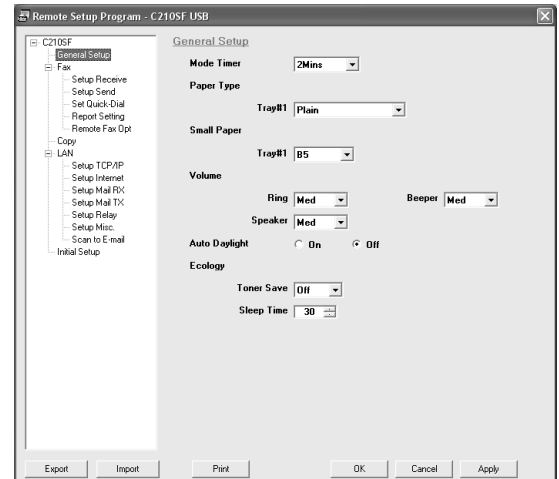 Remote Setup Program - C210SF USB
C210SF
General Setup
Fax
Setup Receive
Setup Send
Set Quick-Dial
Report Setting
Remote Fax Opt
Copy
LAN
Setup TCP/IP
Setup Internet
Setup Mail RX
Setup Mail TX
Setup Relay
Setup Misc.
Scan to E-mail
Initial Setup
General Setup
Mode Timer 2Mins
Paper Type
Tray#1 Plain
Small Paper
Tray#1 B5
Volume
Ring Med Beeper Med
Speaker Med
Auto Daylight On Off
Ecology
Toner Save Off
Sleep Time 30
Export Import Print OK Cancel Apply